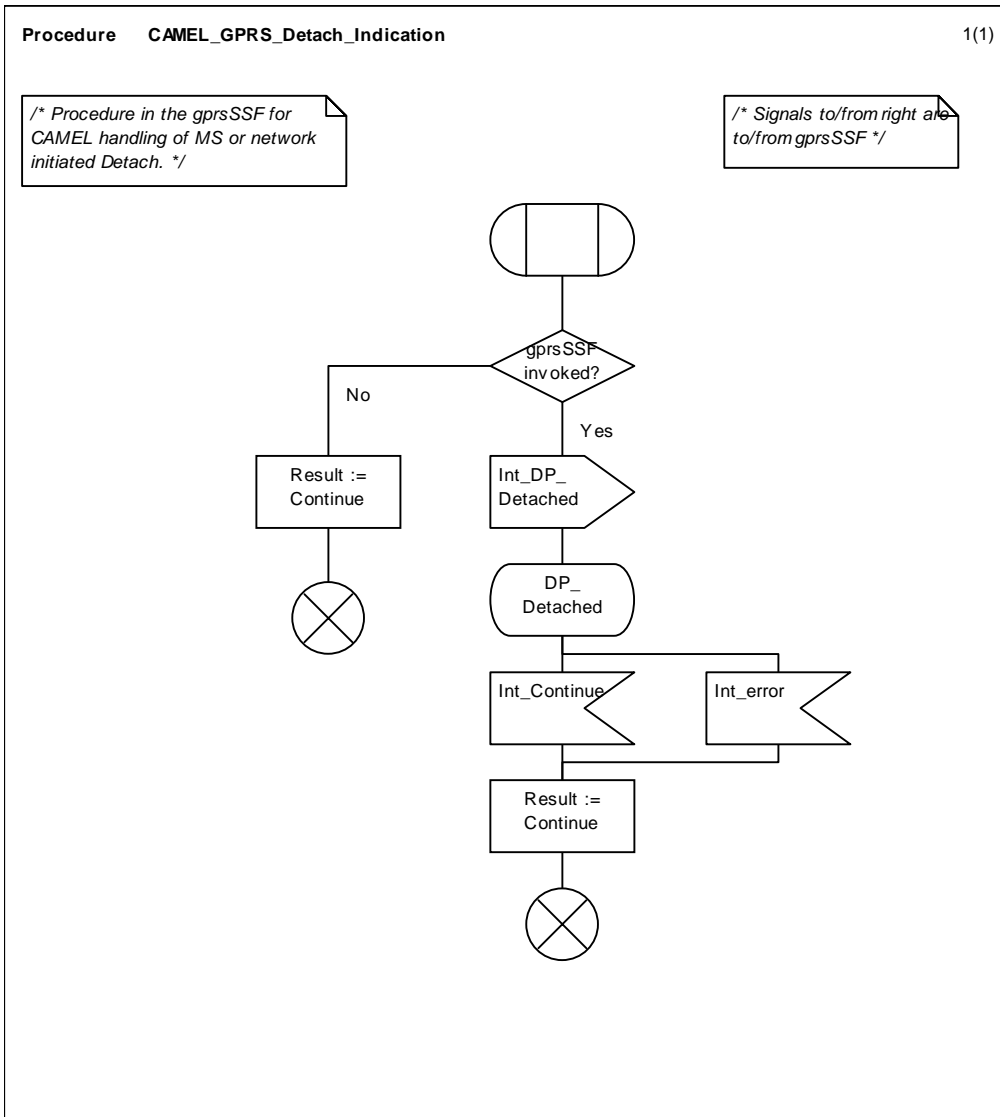 Procedure CAMEL_GPRS_Detach_Indication 1(1)
/* Procedure in the gprsSSF for
CAMEL handling of MS or network
initiated Detach. */
/* Signals to/from right are
to/from gprsSSF */
gprsSSF
invoked?
No
Yes
Result :=
Continue
Int_DP_
Detached
DP_
Detached
Int_Continue
Int_error
Result :=
Continue